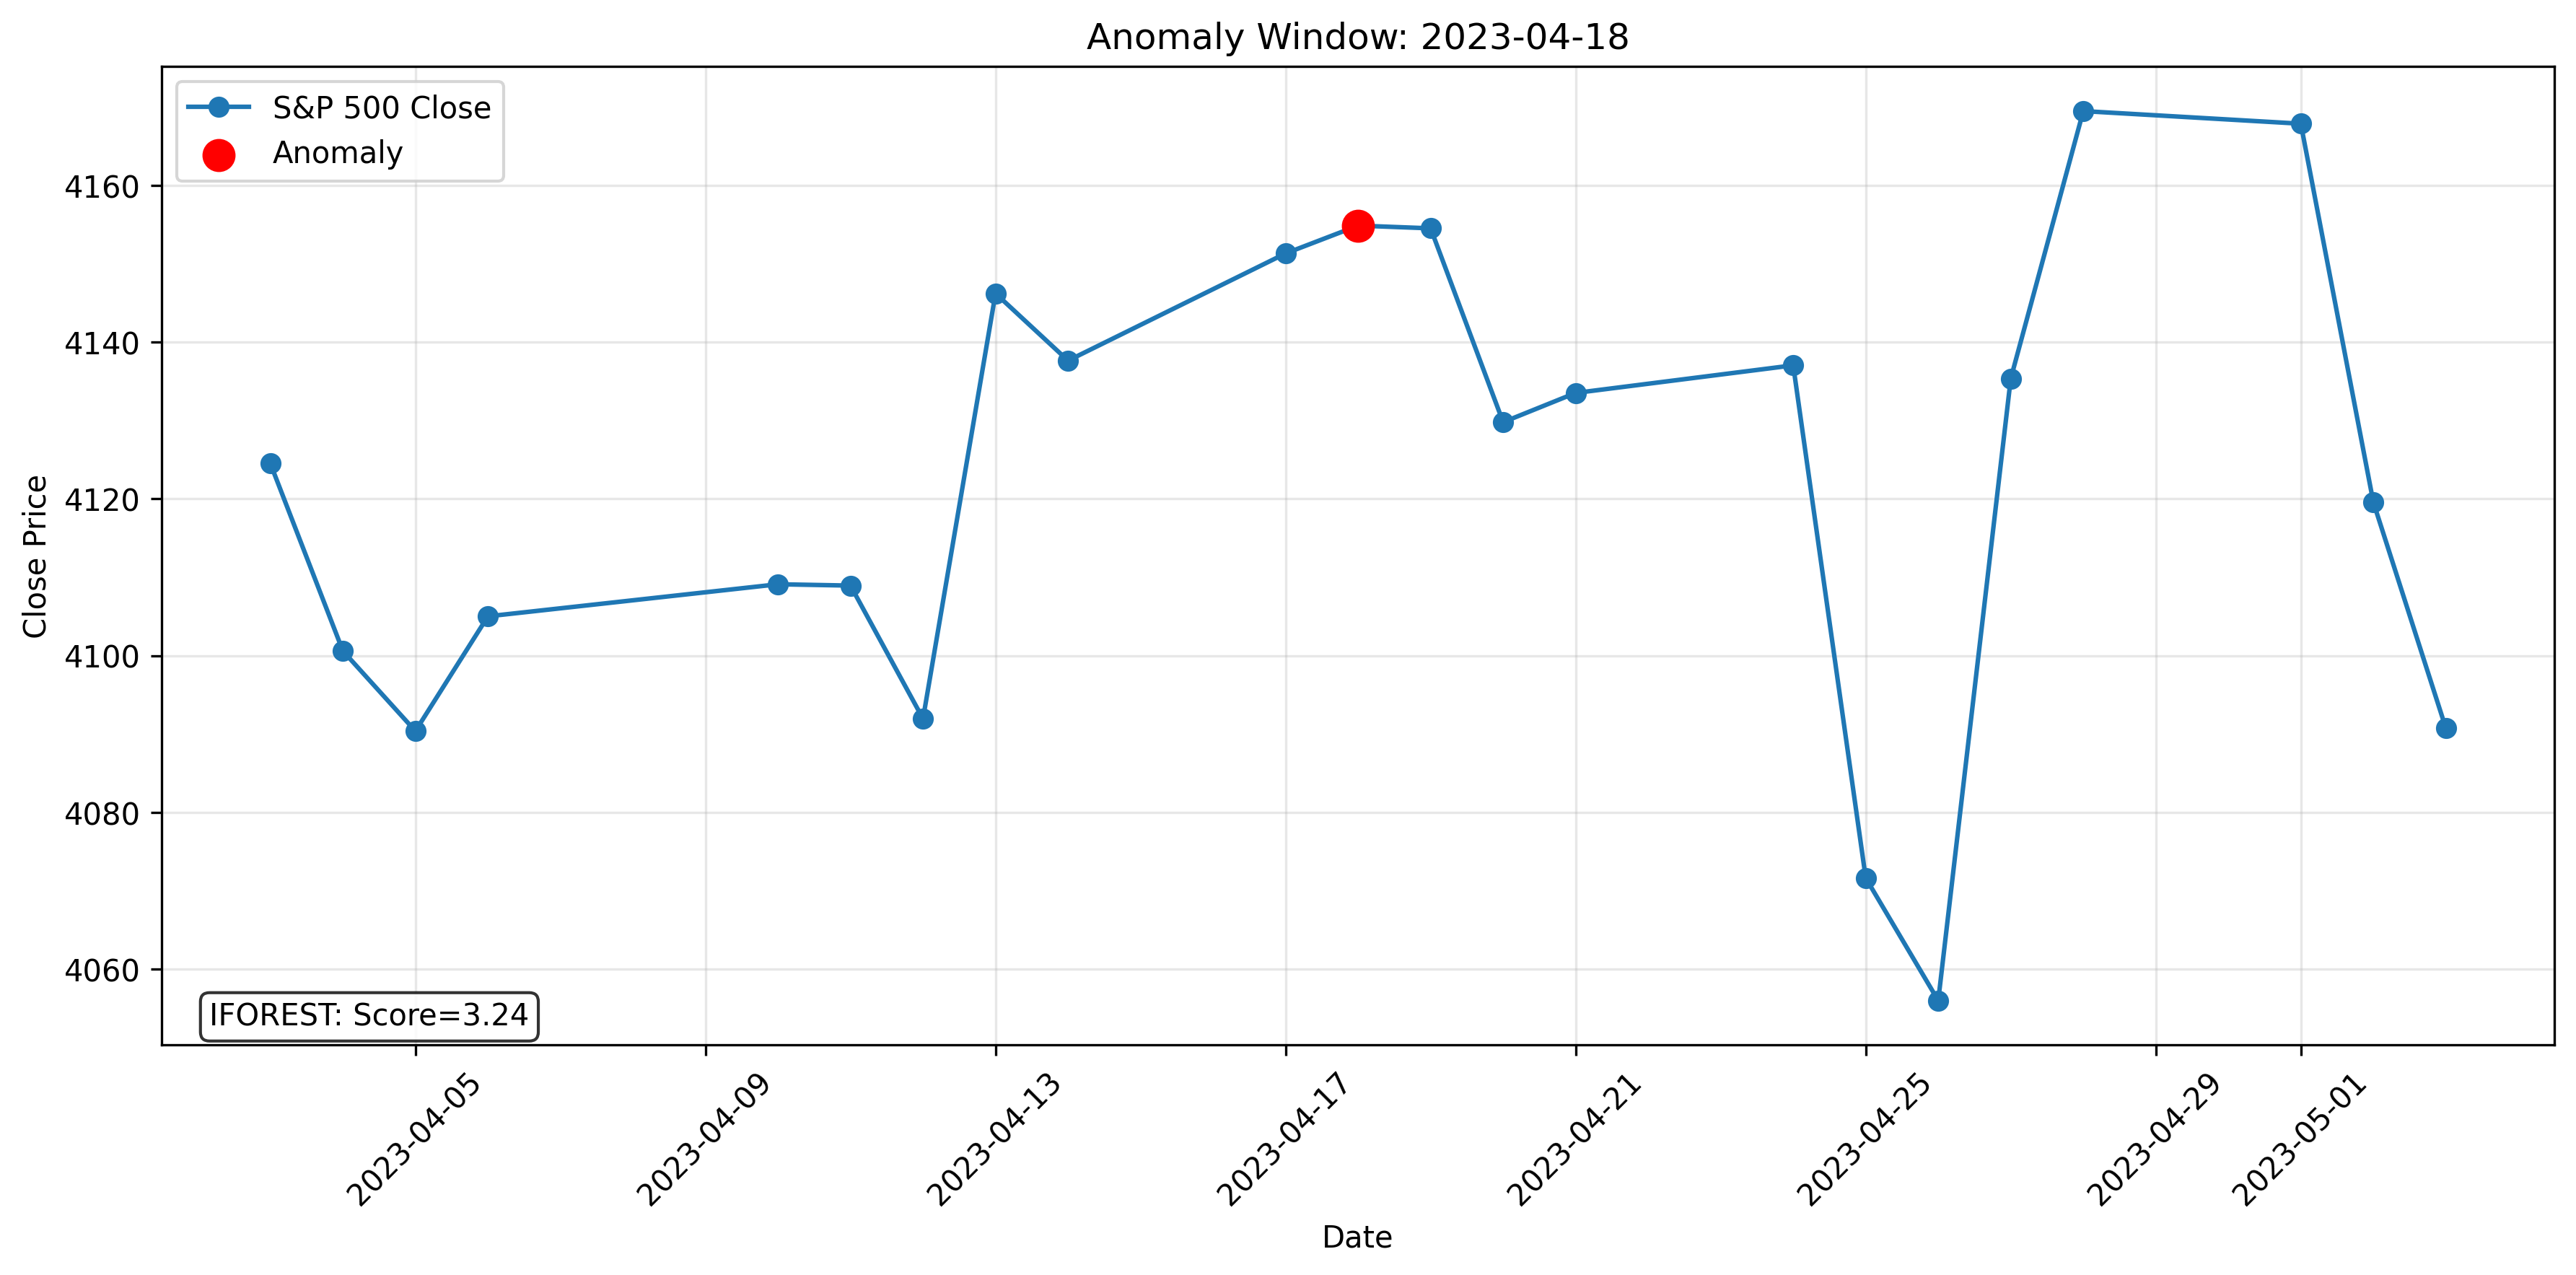 Anomaly Window: 2023-04-18
S&P 500 Close
Anomaly
4160
4140
4120
4100
4080
4060
Close Price
IFOREST: Score=3.24
2023-04-05
2023-04-09
2023-04-13
2023-04-17
2023-04-21
2023-04-25
2023-04-29
2023-05-01
Date